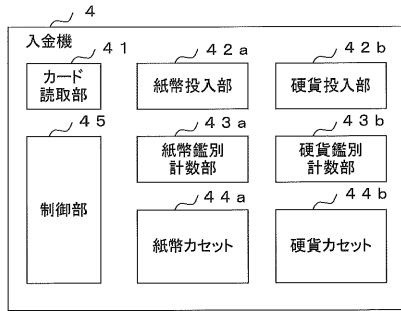 4
入金機
41
カード
読取部
42a
紙幣投入部
42b
硬貨投入部
45
制御部
43a
紙幣鑑別
計数部
43b
硬貨鑑別
計数部
44a
紙幣カセット
44b
硬貨カセット